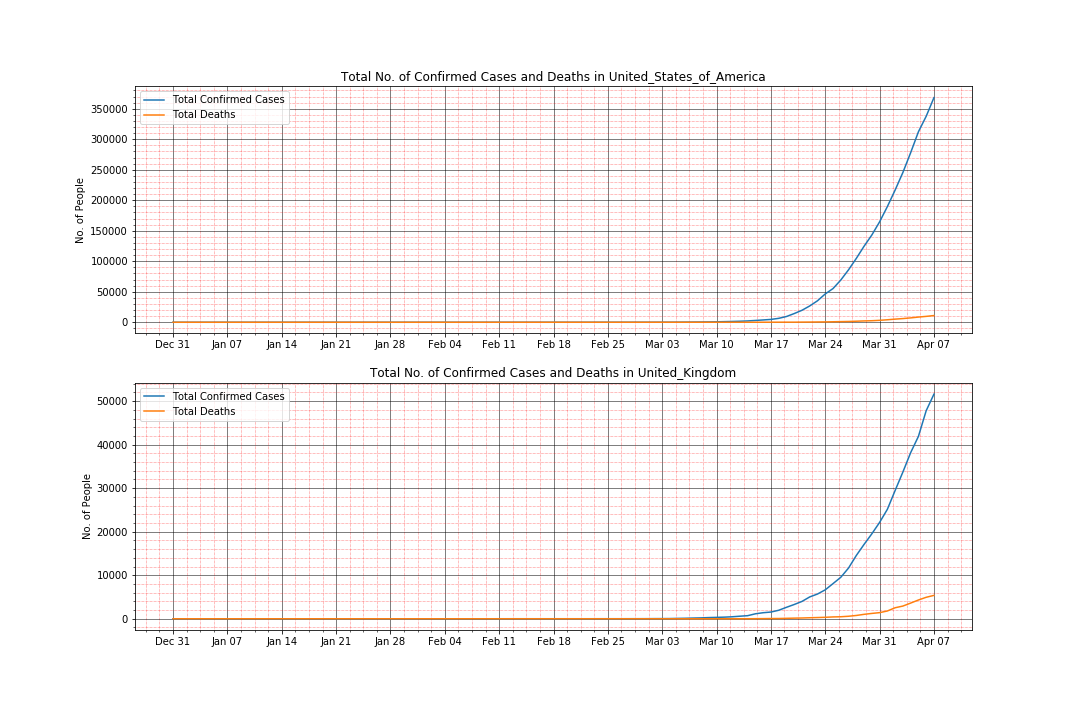 Total No. of Confirmed Cases and Deaths in United_States_of_America
Total Confirmed Cases
Total Deaths
No. of People
350000
300000
250000
200000
150000
100000
50000
0
Dec 31 Jan 07 Jan 14 Jan 21 Jan 28 Feb 04 Feb 11 Feb 18 Feb 25 Mar 03 Mar 10 Mar 17 Mar 24 Mar 31 Apr 07
Total No. of Confirmed Cases and Deaths in United_Kingdom
Total Confirmed Cases
Total Deaths
No. of People
50000
40000
30000
20000
10000
0
Dec 31 Jan 07 Jan 14 Jan 21 Jan 28 Feb 04 Feb 11 Feb 18 Feb 25 Mar 03 Mar 10 Mar 17 Mar 24 Mar 31 Apr 07